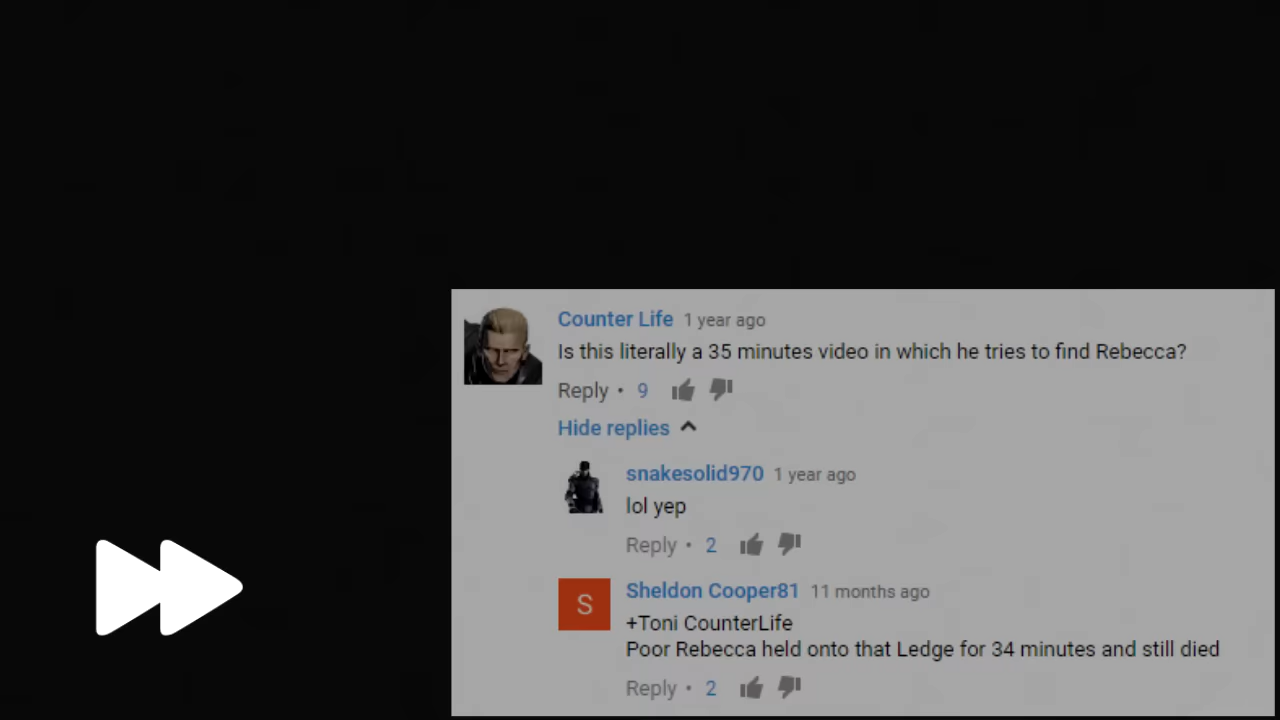 Counter Life 1 year ago
Is this literally a 35 minutes video in which he tries to find Rebecca?
Reply • 9
Hide replies
snakesolid970 1 year ago
lol yep
Reply • 2
S
Sheldon Cooper81 11 months ago
+Toni CounterLife
Poor Rebecca held onto that Ledge for 34 minutes and still died
Reply • 2